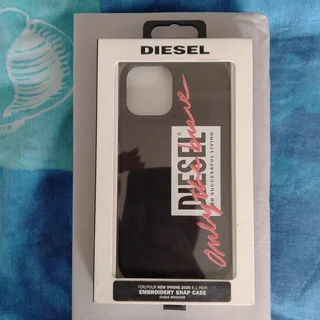 DIESEL
only the brave
DIESEL
FOR SUCCESSFUL LIVING
FOR/POUR NEW IPHONE 2020 6.1 INCH
EMBROIDERY SNAP CASE